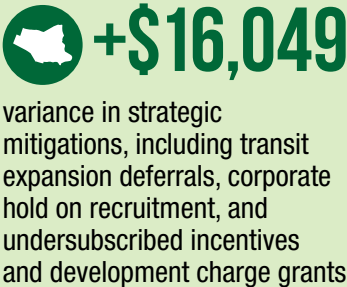 +$16,049
variance in strategic
mitigations, including transit
expansion deferrals, corporate
hold on recruitment, and
undersubscribed incentives
and development charge grants